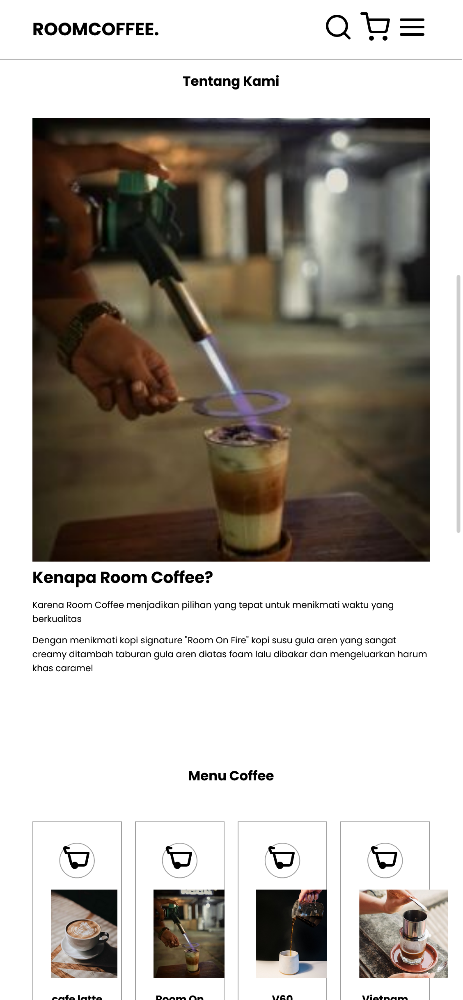 ROOMCOFFEE.
Tentang Kami
Kenapa Room Coffee?
Karena Room Coffee menjadikan pilihan yang tepat untuk menikmati waktu yang
berkualitas
Dengan menikmati kopi signature "Room On Fire" kopi susu gula aren yang sangat
creamy ditambah taburan gula aren diatas foam lalu dibakar dan mengeluarkan harum
khas caramel
Menu Coffee
cafe latte
Room On
V60
Vietnam